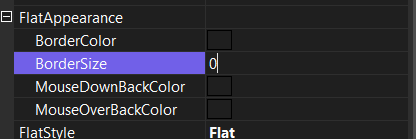 FlatAppearance
BorderColor
BorderSize 0
MouseDownBackColor
MouseOverBackColor
FlatStyle Flat